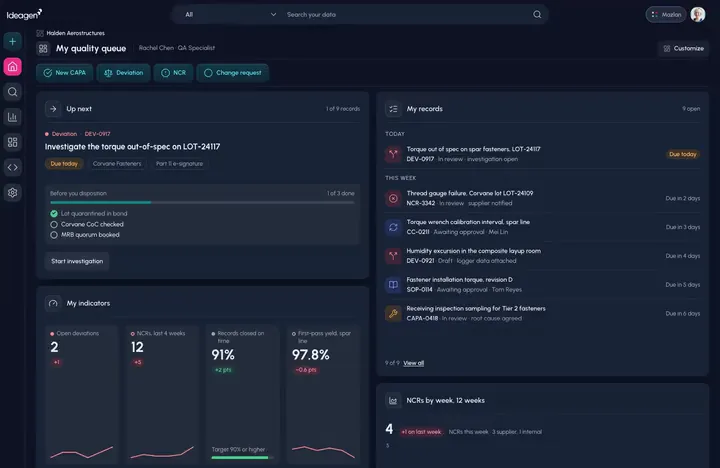 Ideagen
All
Search your data
Mazlan
Halden Aerostructures
My quality queue
Rachel Chen · QA Specialist
Customize
New CAPA
Deviation
NCR
Change request
Up next
1 of 9 records
Deviation · DEV-0917
Investigate the torque out-of-spec on LOT-24117
Due today
Corvane Fasteners
Part 11 e-signature
Before you disposition
1 of 3 done
Lot quarantined in bond
Corvane CoC checked
MRB quorum booked
Start investigation
My indicators
Open deviations
2
+1
NCRs, last 4 weeks
12
+5
Records closed on time
91%
+2 pts
Target 90% or higher
First-pass yield, spar line
97.8%
-0.6 pts
My records
9 open
TODAY
Torque out of spec on spar fasteners, LOT-24117
DEV-0917 · In review · investigation open
Due today
THIS WEEK
Thread gauge failure, Corvane lot LOT-24109
NCR-3342 · In review · supplier notified
Due in 2 days
Torque wrench calibration interval, spar line
CC-0211 · Awaiting approval · Mei Lin
Due in 3 days
Humidity excursion in the composite layup room
DEV-0921 · Draft · logger data attached
Due in 4 days
Fastener installation torque, revision D
SOP-0114 · Awaiting approval · Tom Reyes
Due in 5 days
Receiving inspection sampling for Tier 2 fasteners
CAPA-0418 · In review · root cause agreed
Due in 6 days
9 of 9
View all
NCRs by week, 12 weeks
4
+1 on last week
NCRs this week · 3 supplier, 1 internal
5